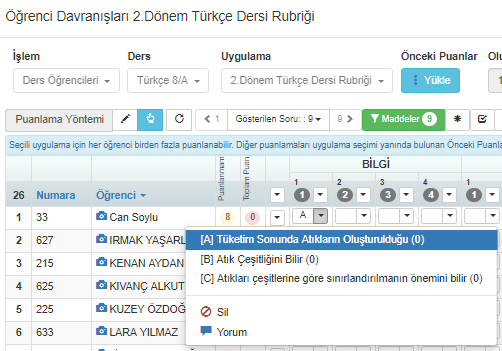 Öğrenci Davranışları 2.Dönem Türkçe Dersi Rubriği
İşlem Ders Uygulama Önceki Puanlar
Ders Öğrencileri Türkçe 8/A 2.Dönem Türkçe Dersi Rubriği Yükle
Puanlama Yöntemi 1 Gösterilen Soru: : 9 9 Maddeler 9
Seçili uygulama için her öğrenci birden fazla puanlanabilir. Diğer puanlamaları uygulama seçimi yanında bulunan Önceki
BİLGİ
1 2 3 4 1
26 Numara Öğrenci Puanlanmamış Toplam Puan 1 2 3 4 1
1 33 Can Soylu 8 0 A
2 627 IRMAK
3 215 KENAN AYDAN
4 625 KIVANÇ ALKUT
5 225 KUZEY
6 633 LARA YILMAZ
[A] Tüketim Sonunda Atıkların Oluşturulduğu (0)
[B] Atık Çeşitliğini Bilir (0)
[C] Atıkları çeşitlerine göre sınırlandırılmanın önemini bilir (0)
Sil
Yorum